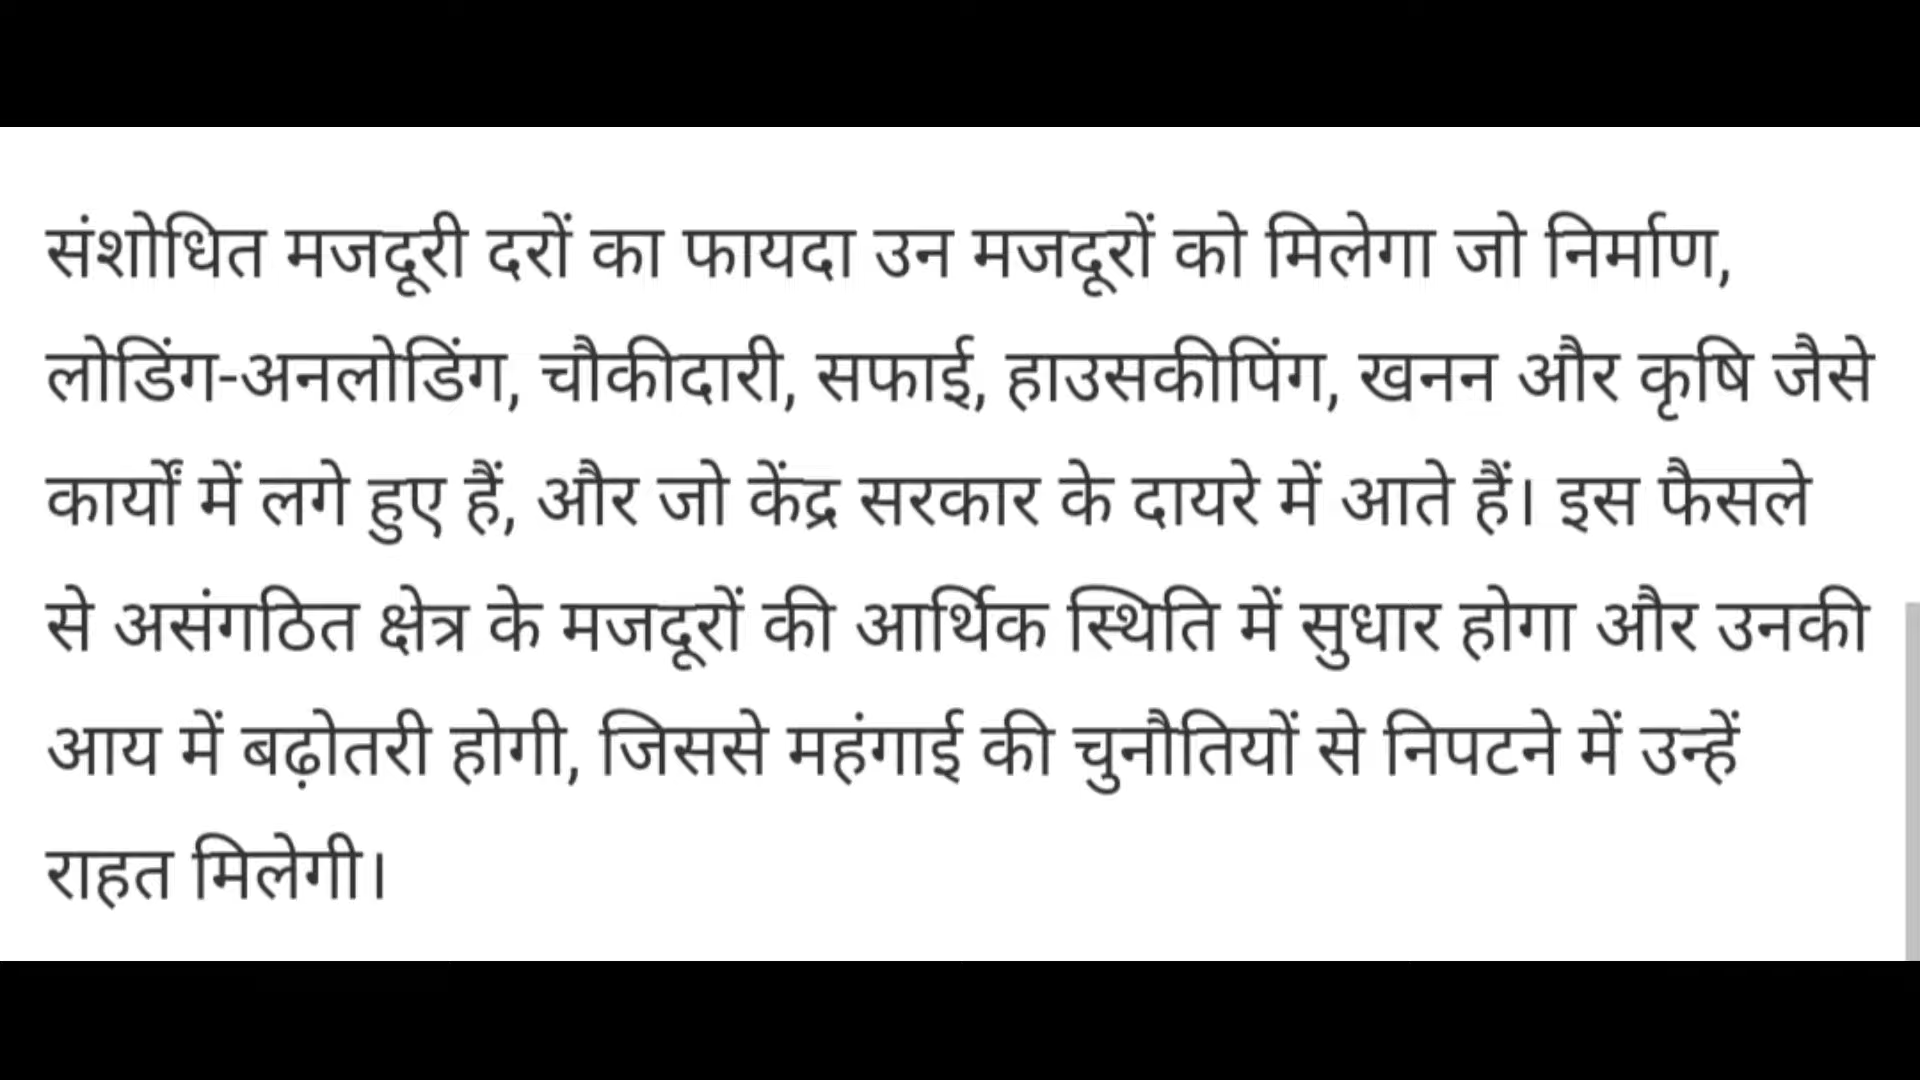 संशोधित मजदूरी दरों का फायदा उन मजदूरों को मिलेगा जो निर्माण,
लोडिंग-अनलोडिंग, चौकीदारी, सफाई, हाउसकीपिंग, खनन और कृषि जैसे
कार्यों में लगे हुए हैं, और जो केंद्र सरकार के दायरे में आते हैं। इस फैसले
से असंगठित क्षेत्र के मजदूरों की आर्थिक स्थिति में सुधार होगा और उनकी
आय में बढ़ोतरी होगी, जिससे महंगाई की चुनौतियों से निपटने में उन्हें
राहत मिलेगी।